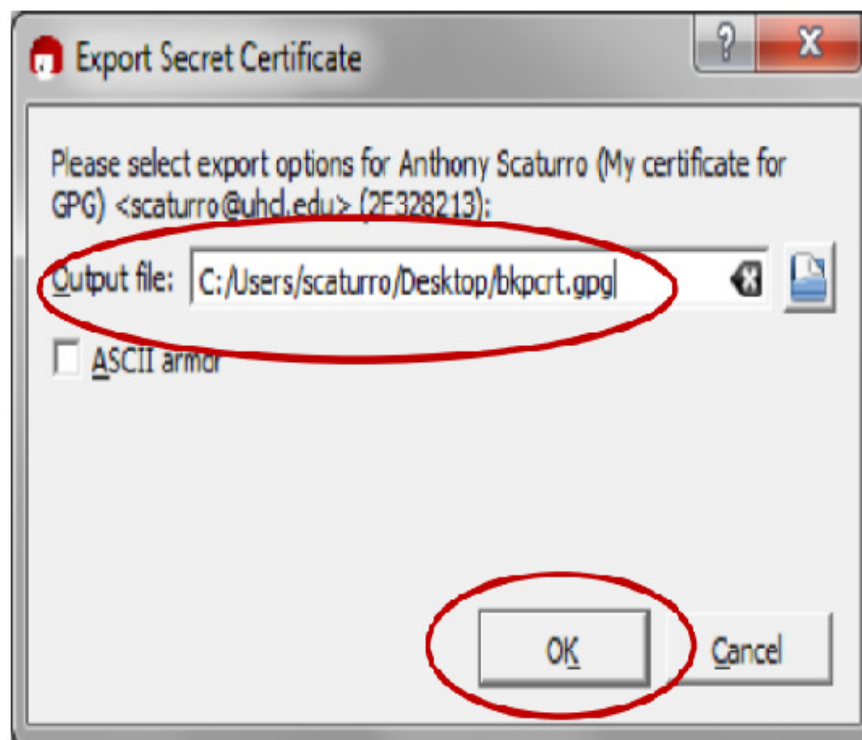 Export Secret Certificate
Please select export options for Anthony Scaturro (My certificate for
GPG) <scaturro@uhcl.edu> (2F328213):
Output file: C:/Users/scaturro/Desktop/bkpcrt.gpg
ASCII armor
OK Cancel